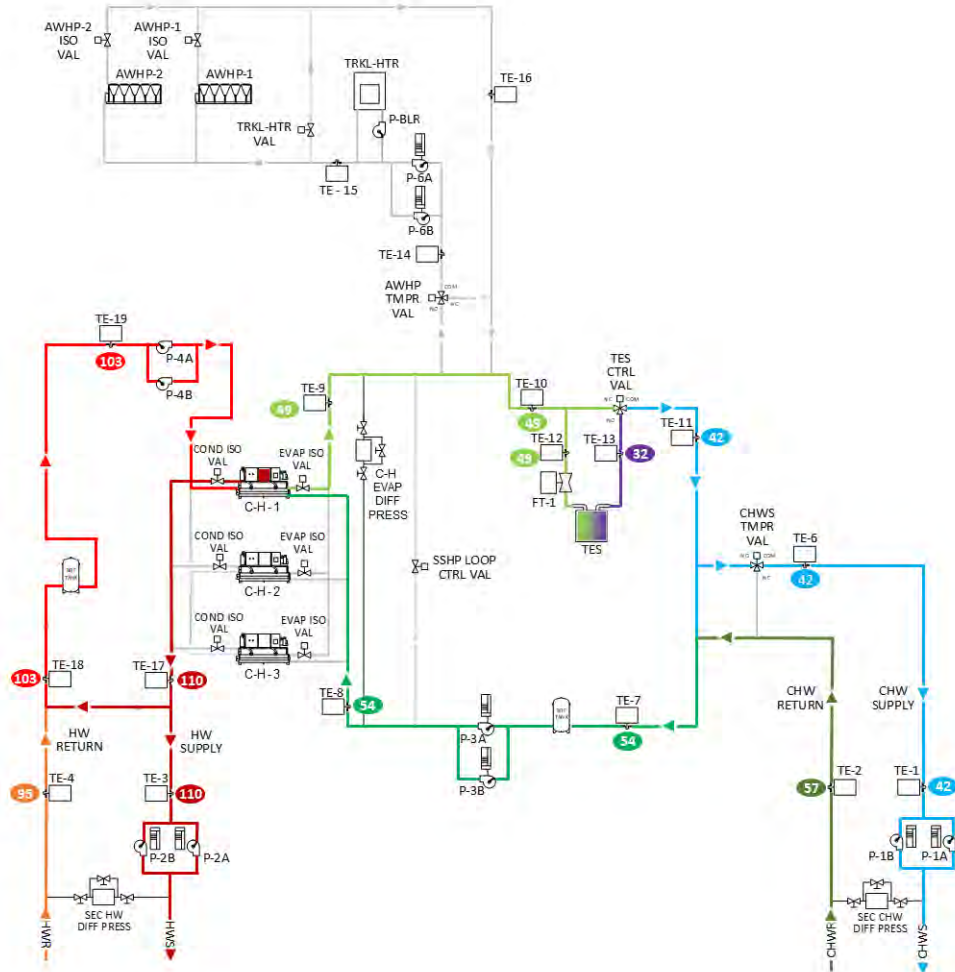 AWHP-2
ISO
VAL
AWHP-1
ISO
VAL
AWHP-2
AWHP-1
TRKL-HTR
P-BLR
TRKL-HTR
VAL
TE-16
TE - 15
P-6A
P-6B
TE-14
AWHP
TMPR
VAL
COM
NC
TE-19
103
P-4A
P-4B
TE-9
49
TE-10
49
TES
CTRL
VAL
NC
COM
TE-12
49
TE-13
32
TE-11
42
FT-1
TES
COND ISO
VAL
EVAP ISO
VAL
C-H - 1
C-H
EVAP
DIFF
PRESS
COND ISO
VAL
EVAP ISO
VAL
C-H - 2
SSHP LOOP
CTRL VAL
CHWS
TMPR
VAL
COM
TE-6
42
COND ISO
VAL
EVAP ISO
VAL
C-H - 3
103
TE-18
TE-17
110
TE-8
54
P-3A
P-3B
TE-7
54
HW
RETURN
HW
SUPPLY
CHW
RETURN
CHW
SUPPLY
95
TE-4
TE-3
110
57
TE-2
TE-1
42
P-2B
P-2A
P-1B
P-1A
SEC HW
DIFF PRESS
SEC CHW
DIFF PRESS
HWR
HWS
CHWR
CHWS